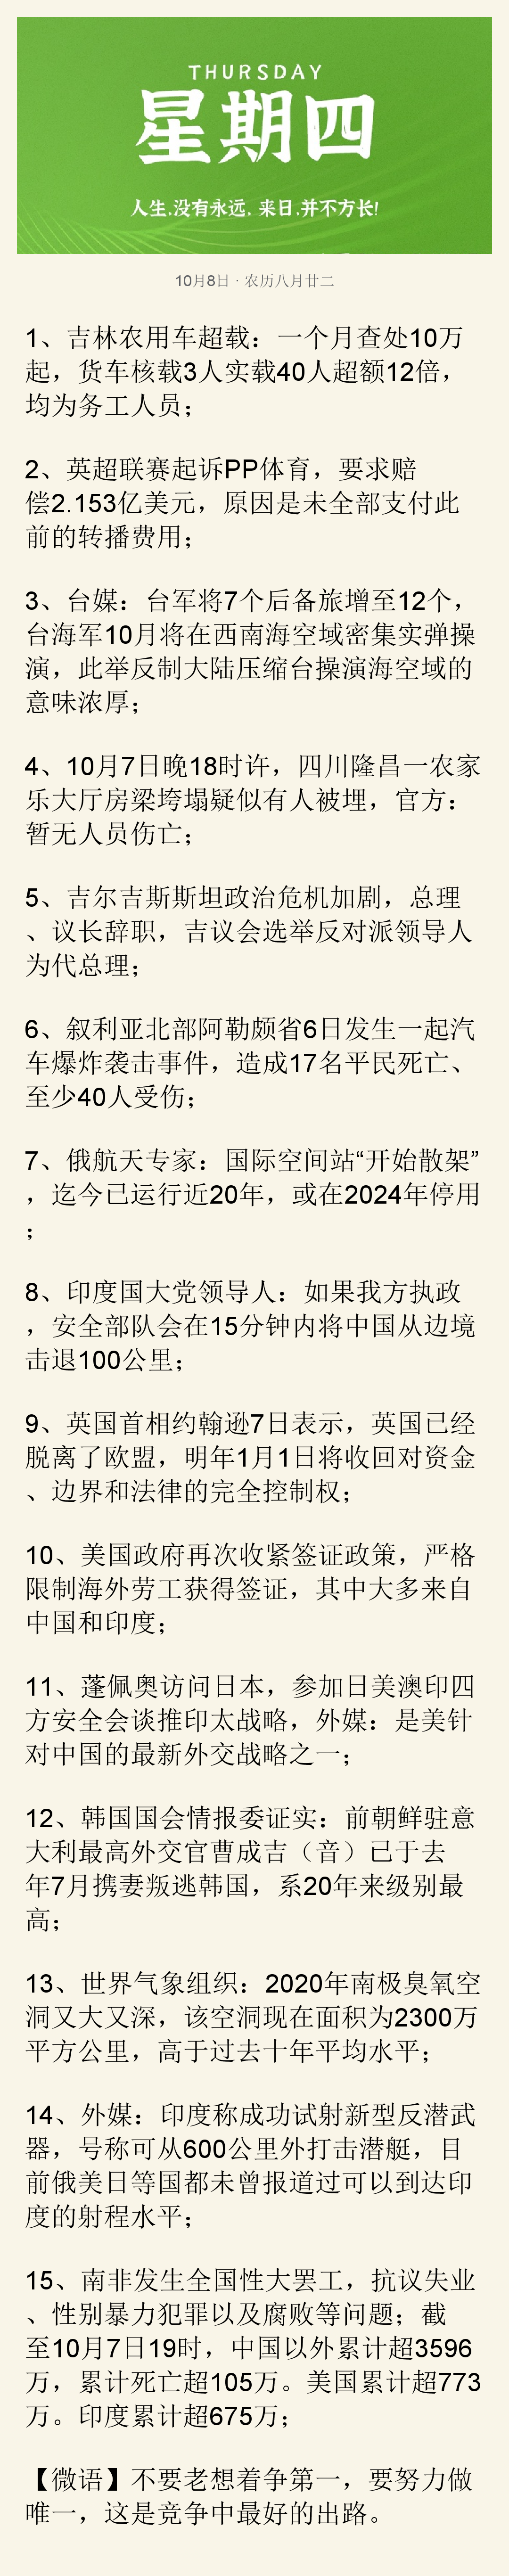 THURSDAY
星期四
人生,没有永远, 来日,并不方长!
10月8日 · 农历八月廿二
1、吉林农用车超载：一个月查处10万
起，货车核载3人实载40人超额12倍，
均为务工人员；
2、英超联赛起诉PP体育，要求赔
偿2.153亿美元，原因是未全部支付此
前的转播费用；
3、台媒：台军将7个后备旅增至12个，
台海军10月将在西南海空域密集实弹操
演，此举反制大陆压缩台操演海空域的
意味浓厚；
4、10月7日晚18时许，四川隆昌一农家
乐大厅房梁垮塌疑似有人被埋，官方：
暂无人员伤亡；
5、吉尔吉斯斯坦政治危机加剧，总理
、议长辞职，吉议会选举反对派领导人
为代总理；
6、叙利亚北部阿勒颇省6日发生一起汽
车爆炸袭击事件，造成17名平民死亡、
至少40人受伤；
7、俄航天专家：国际空间站“开始散架”
，迄今已运行近20年，或在2024年停用
；
8、印度国大党领导人：如果我方执政
，安全部队会在15分钟内将中国从边境
击退100公里；
9、英国首相约翰逊7日表示，英国已经
脱离了欧盟，明年1月1日将收回对资金
、边界和法律的完全控制权；
10、美国政府再次收紧签证政策，严格
限制海外劳工获得签证，其中大多来自
中国和印度；
11、蓬佩奥访问日本，参加日美澳印四
方安全会谈推印太战略，外媒：是美针
对中国的最新外交战略之一；
12、韩国国会情报委证实：前朝鲜驻意
大利最高外交官曹成吉（音）已于去
年7月携妻叛逃韩国，系20年来级别最
高；
13、世界气象组织：2020年南极臭氧空
洞又大又深，该空洞现在面积为2300万
平方公里，高于过去十年平均水平；
14、外媒：印度称成功试射新型反潜武
器，号称可从600公里外打击潜艇，目
前俄美日等国都未曾报道过可以到达印
度的射程水平；
15、南非发生全国性大罢工，抗议失业
、性别暴力犯罪以及腐败等问题；截
至10月7日19时，中国以外累计超3596
万，累计死亡超105万。美国累计超773
万。印度累计超675万；
【微语】不要老想着争第一，要努力做
唯一，这是竞争中最好的出路。